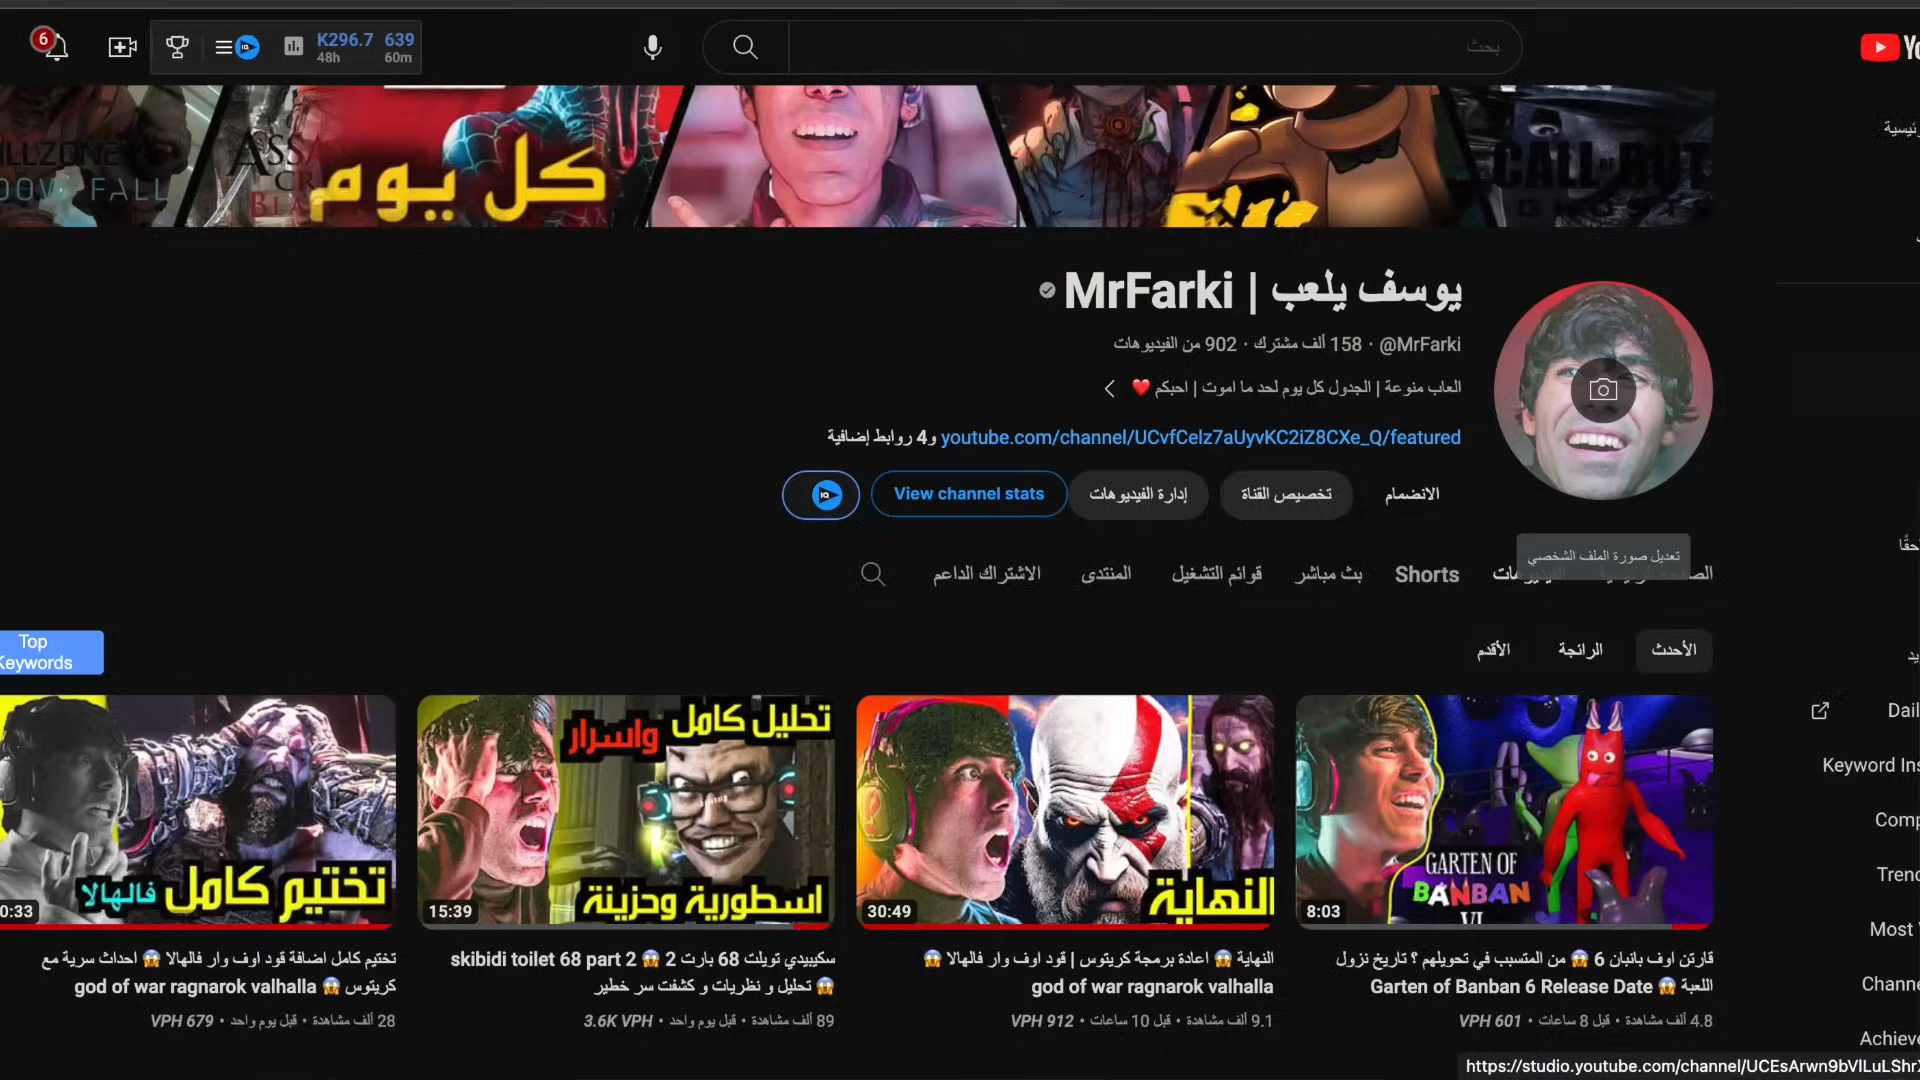 6
K296.7 639
48h 60m
بحث
كل يوم
CALL OF
يوسف يلعب | MrFarki
@MrFarki · 158 ألف مشترك · 902 من الفيديوهات
العاب منوعة | الجدول كل يوم لحد ما اموت | احبكم ❤️
youtube.com/channel/UCvfCelz7aUyvKC2iZ8CXe_Q/featured و4 روابط إضافية
الانضمام
تخصيص القناة
إدارة الفيديوهات
View channel stats
تعديل صورة الملف الشخصي
Shorts
بث مباشر
قوائم التشغيل
المنتدى
الاشتراك الداعم
الأحدث
الرائجة
الأقدم
Top
Keywords
GARTEN OF
BANBAN
VI
8:03
النهاية
30:49
تحليل كامل
واسرار
اسطورية وحزينة
15:39
تختيم كامل فالهالا
0:33
قارتن اوف بانبان 6 😱 من المتسبب في تحويلهم ؟ تاريخ نزول
اللعبة 😱 Garten of Banban 6 Release Date
4.8 ألف مشاهدة · قبل 8 ساعات · VPH 601
النهاية 😱 اعادة برمجة كريتوس | قود اوف وار فالهالا 😱
god of war ragnarok valhalla
9.1 ألف مشاهدة · قبل 10 ساعات · VPH 912
سكيبيدي تويلت 68 بارت 2 😱 skibidi toilet 68 part 2
😱 تحليل و نظريات و كشفت سر خطير
89 ألف مشاهدة · قبل يوم واحد · 3.6K VPH
تختيم كامل اضافة قود اوف وار فالهالا 😱 احداث سرية مع
كريتوس 😱 god of war ragnarok valhalla
28 ألف مشاهدة · قبل يوم واحد · VPH 679
Keyword
Most
https://studio.youtube.com/channel/UCEsArwn9bVlLuLShr